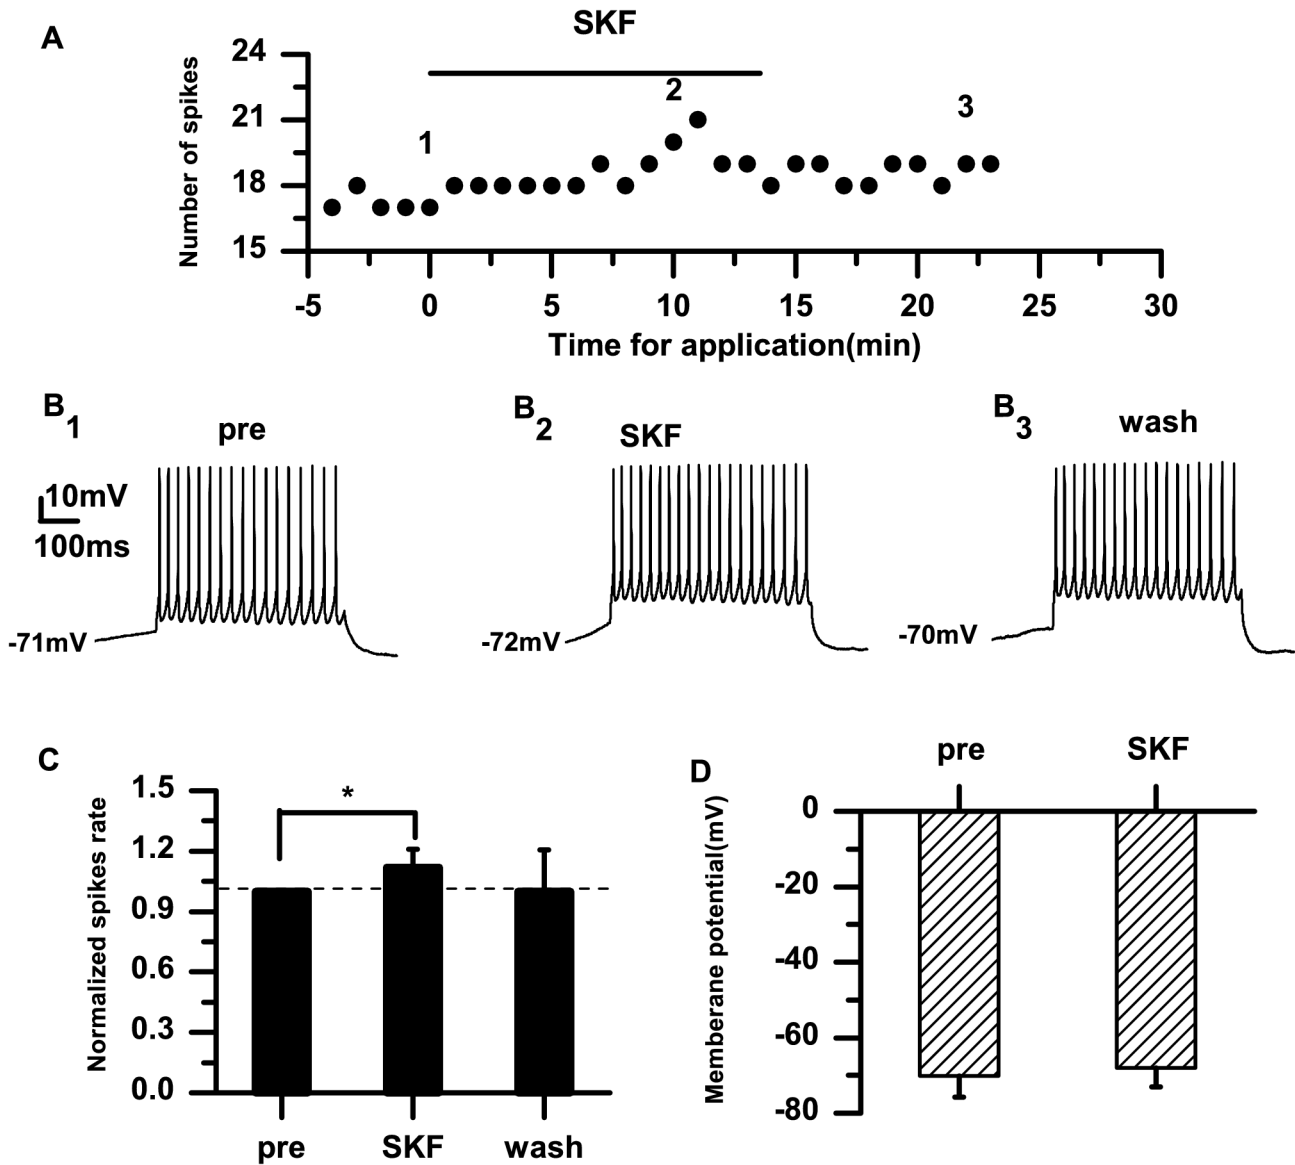 A
SKF
Number of spikes
24
21
18
15
1
2
3
-5 0 5 10 15 20 25 30
Time for application(min)
B1
pre
B2
SKF
B3
wash
10mV
100ms
-71mV
-72mV
-70mV
C
Normalized spikes rate
1.5
1.2
0.9
0.6
0.3
0.0
*
pre SKF wash
D
pre SKF
Memberane potential(mV)
0
-20
-40
-60
-80